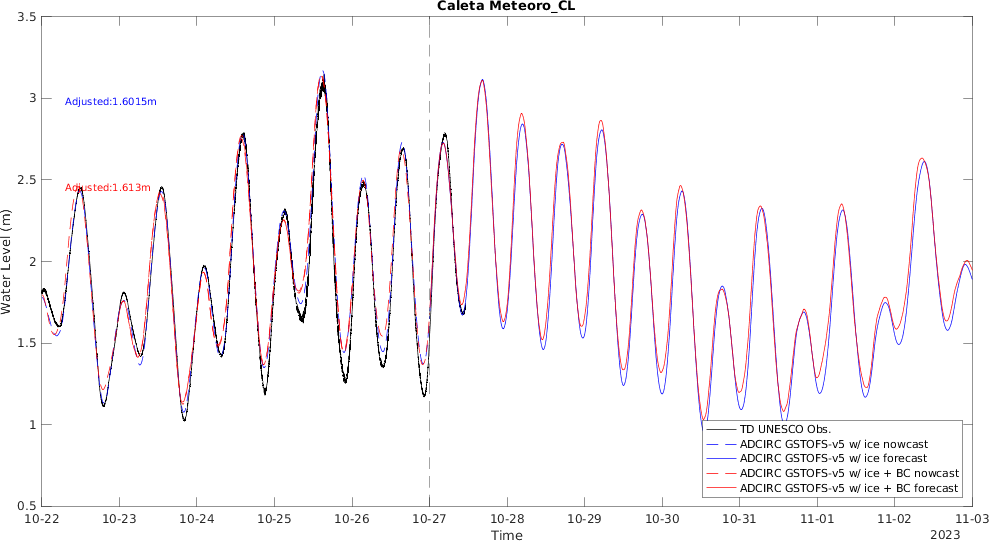 Caleta Meteoro_CL
3.5
3
2.5
2
1.5
1
0.5
Water Level (m)
Adjusted:1.6015m
Adjusted:1.613m
TD UNESCO Obs.
ADCIRC GSTOFS-v5 w/ ice nowcast
ADCIRC GSTOFS-v5 w/ ice forecast
ADCIRC GSTOFS-v5 w/ ice + BC nowcast
ADCIRC GSTOFS-v5 w/ ice + BC forecast
10-22 10-23 10-24 10-25 10-26 10-27 10-28 10-29 10-30 10-31 11-01 11-02 11-03
Time
2023